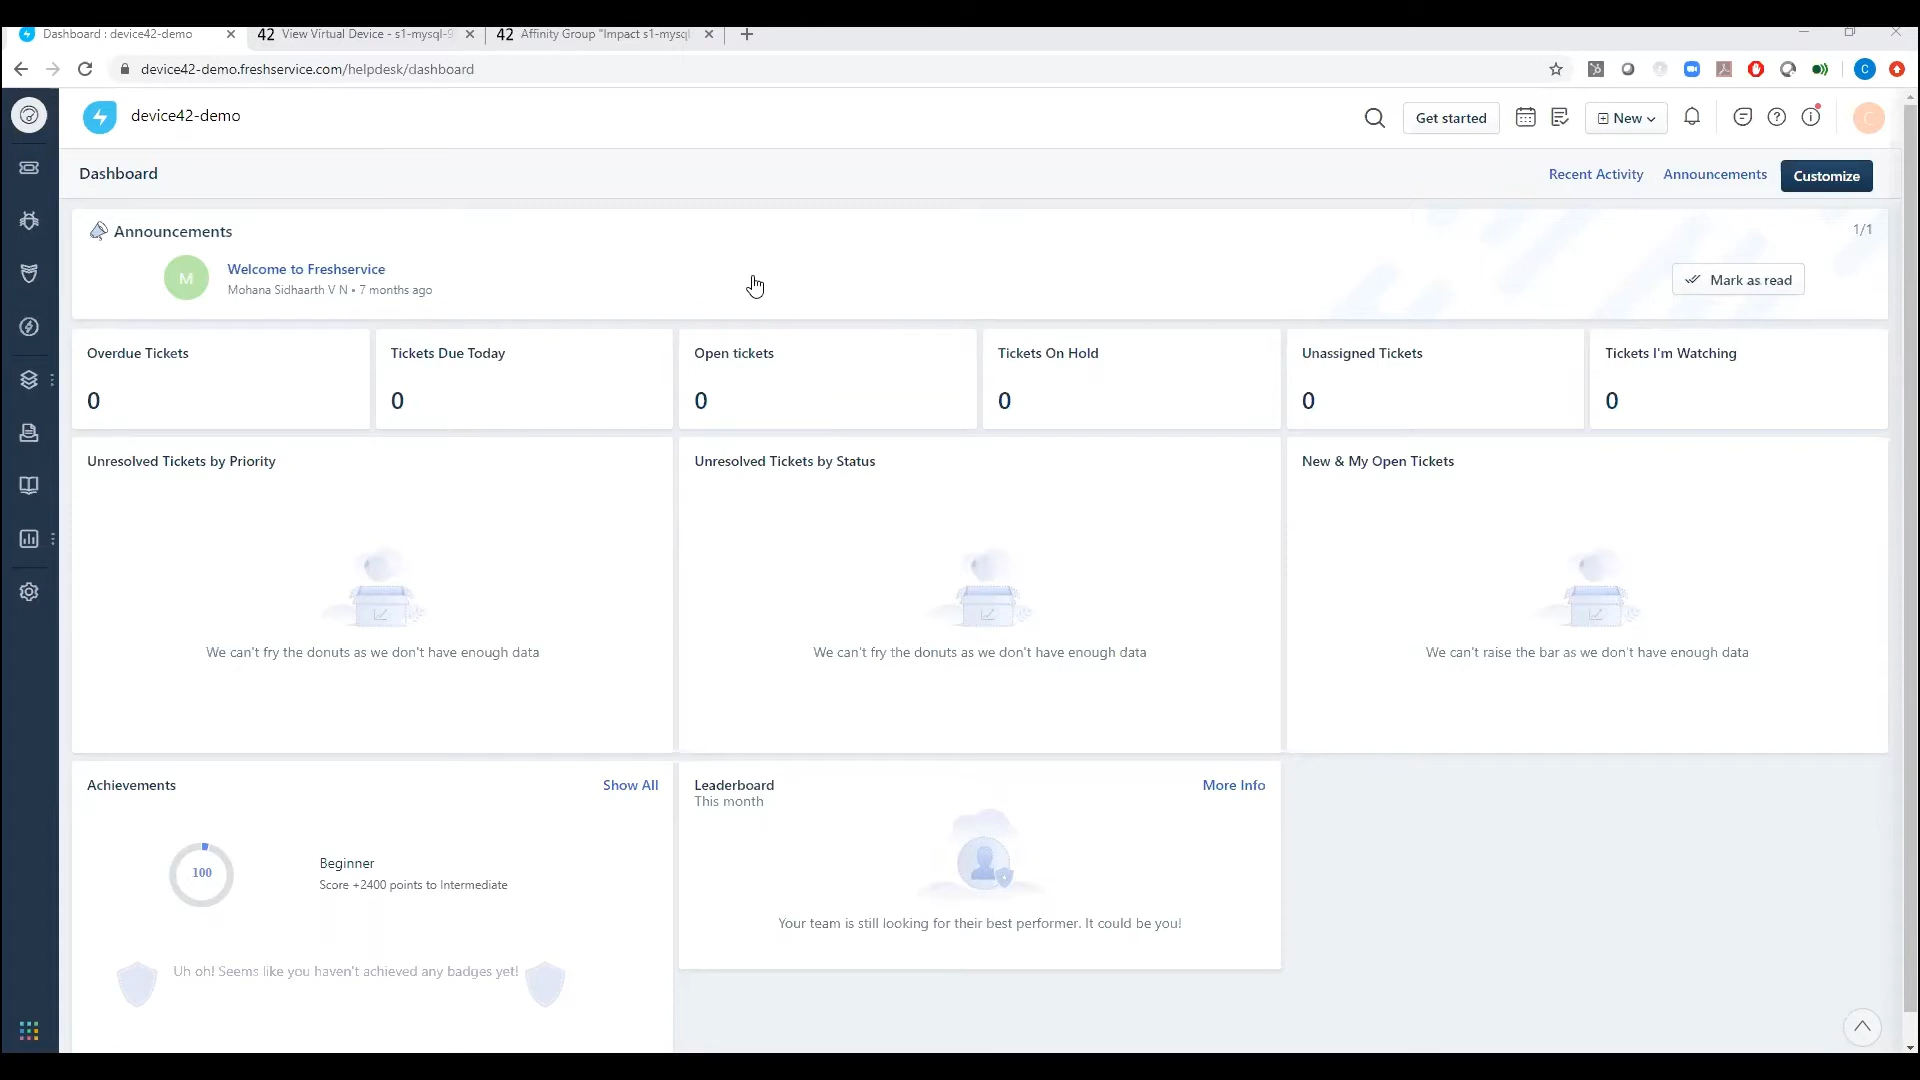 Dashboard : device42-demo
42 View Virtual Device - s1-mysql-9
42 Affinity Group "Impact s1-mysql
device42-demo.freshservice.com/helpdesk/dashboard
C
device42-demo
Get started
New
C
Dashboard
Recent Activity
Announcements
Customize
Announcements
1/1
M
Welcome to Freshservice
Mohana Sidhaarth V N • 7 months ago
Mark as read
Overdue Tickets
0
Tickets Due Today
0
Open tickets
0
Tickets On Hold
0
Unassigned Tickets
0
Tickets I'm Watching
0
Unresolved Tickets by Priority
We can't fry the donuts as we don't have enough data
Unresolved Tickets by Status
We can't fry the donuts as we don't have enough data
New & My Open Tickets
We can't raise the bar as we don't have enough data
Achievements
Show All
100
Beginner
Score +2400 points to Intermediate
Uh oh! Seems like you haven't achieved any badges yet!
Leaderboard
This month
More Info
Your team is still looking for their best performer. It could be you!